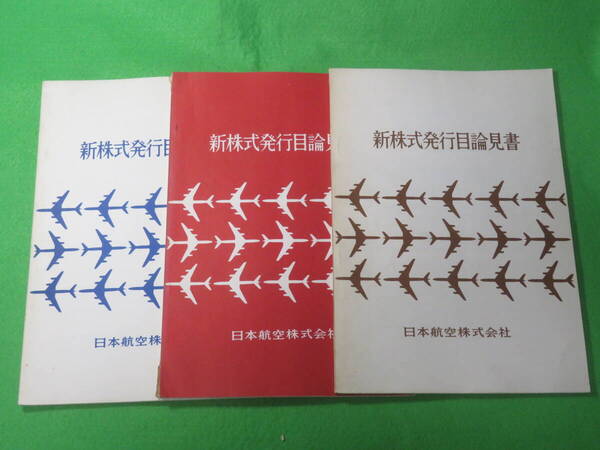 新株式発行目
日本航空株
新株式発行目論見
日本航空株式会社
新株式発行目論見書
日本航空株式会社